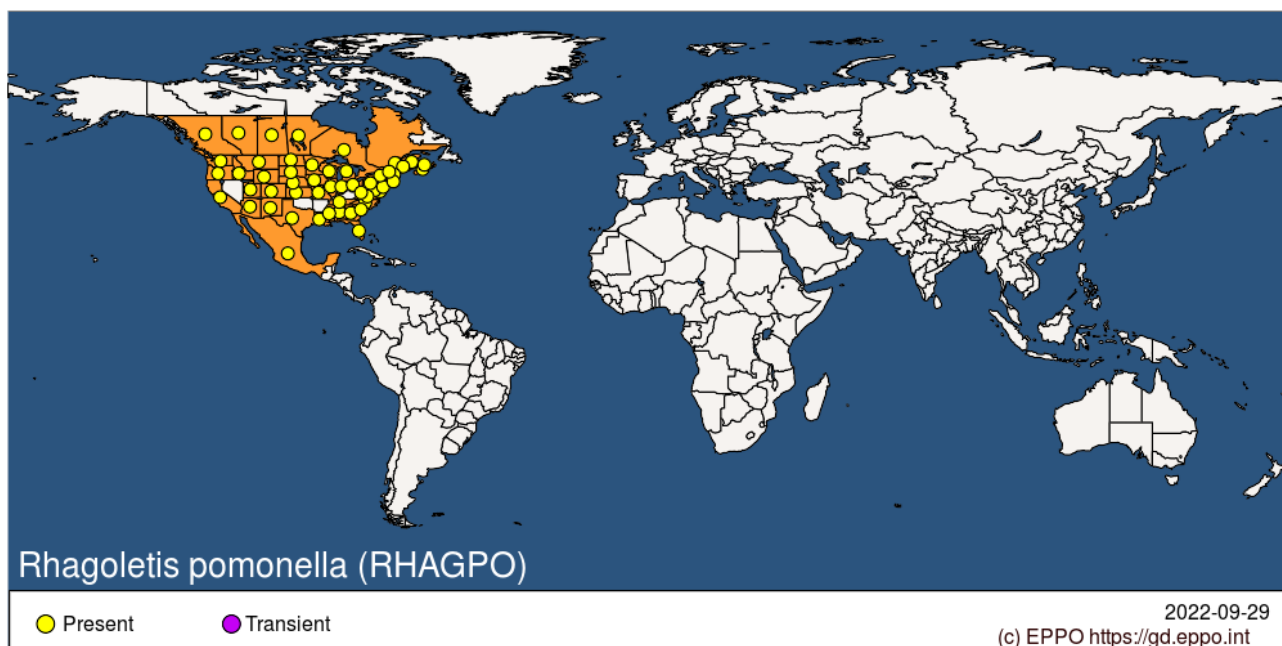 Rhagoletis pomonella (RHAGPO)
Present
Transient
2022-09-29
(c) EPPO https://gd.eppo.int